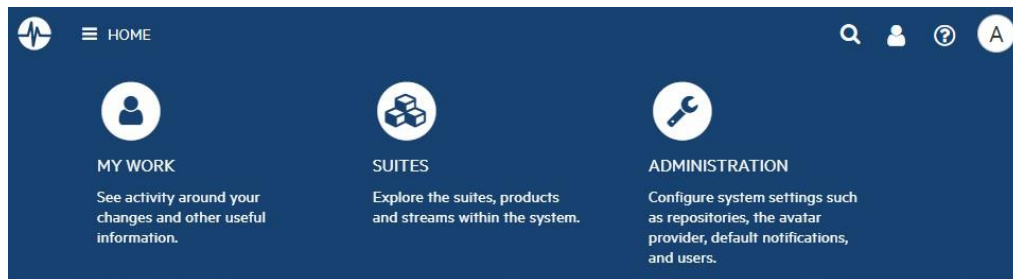 HOME
A
MY WORK
See activity around your
changes and other useful
information.
SUITES
Explore the suites, products
and streams within the system.
ADMINISTRATION
Configure system settings such
as repositories, the avatar
provider, default notifications,
and users.